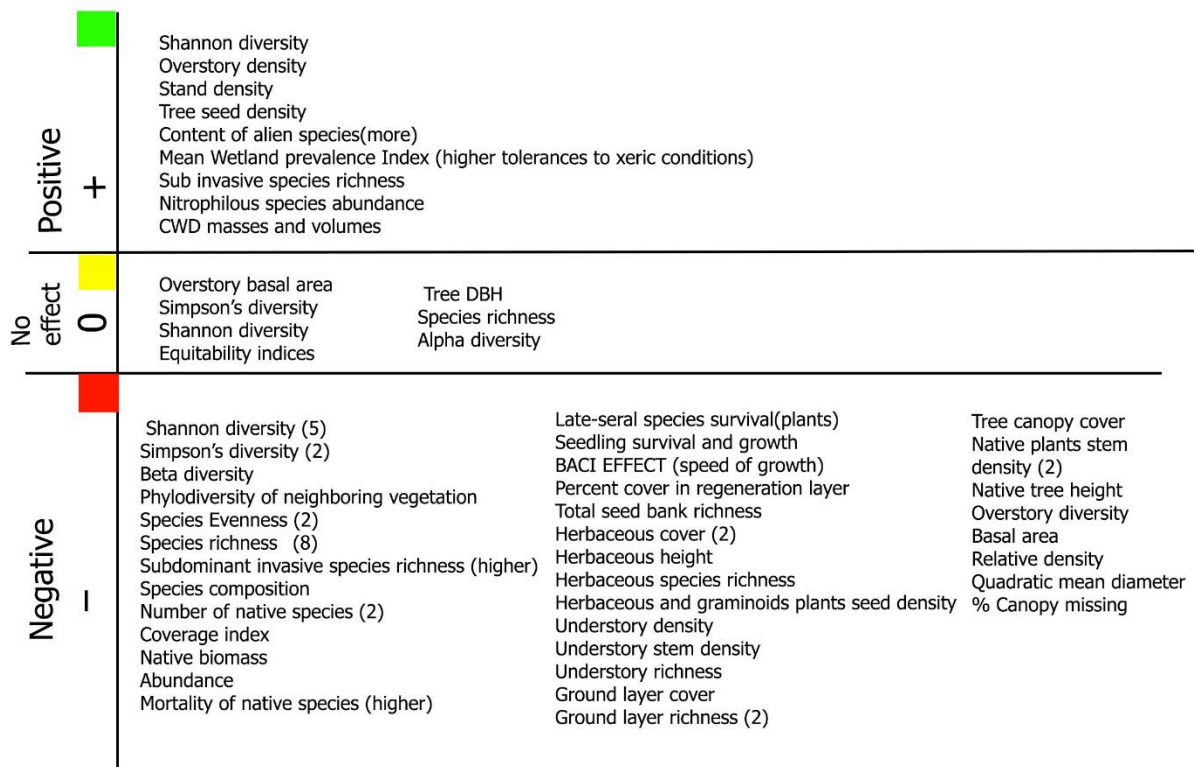 Positive
+
Shannon diversity
Overstory density
Stand density
Tree seed density
Content of alien species(more)
Mean Wetland prevalence Index (higher tolerances to xeric conditions)
Sub invasive species richness
Nitrophilous species abundance
CWD masses and volumes
No
effect
0
Overstory basal area
Simpson’s diversity
Shannon diversity
Equitability indices
Tree DBH
Species richness
Alpha diversity
Negative
–
Shannon diversity (5)
Simpson’s diversity (2)
Beta diversity
Phylodiversity of neighboring vegetation
Species Evenness (2)
Species richness (8)
Subdominant invasive species richness (higher)
Species composition
Number of native species (2)
Coverage index
Native biomass
Abundance
Mortality of native species (higher)
Late-seral species survival(plants)
Seedling survival and growth
BACI EFFECT (speed of growth)
Percent cover in regeneration layer
Total seed bank richness
Herbaceous cover (2)
Herbaceous height
Herbaceous species richness
Herbaceous and graminoids plants seed density
Understory density
Understory stem density
Understory richness
Ground layer cover
Ground layer richness (2)
Tree canopy cover
Native plants stem
density (2)
Native tree height
Overstory diversity
Basal area
Relative density
Quadratic mean diameter
% Canopy missing